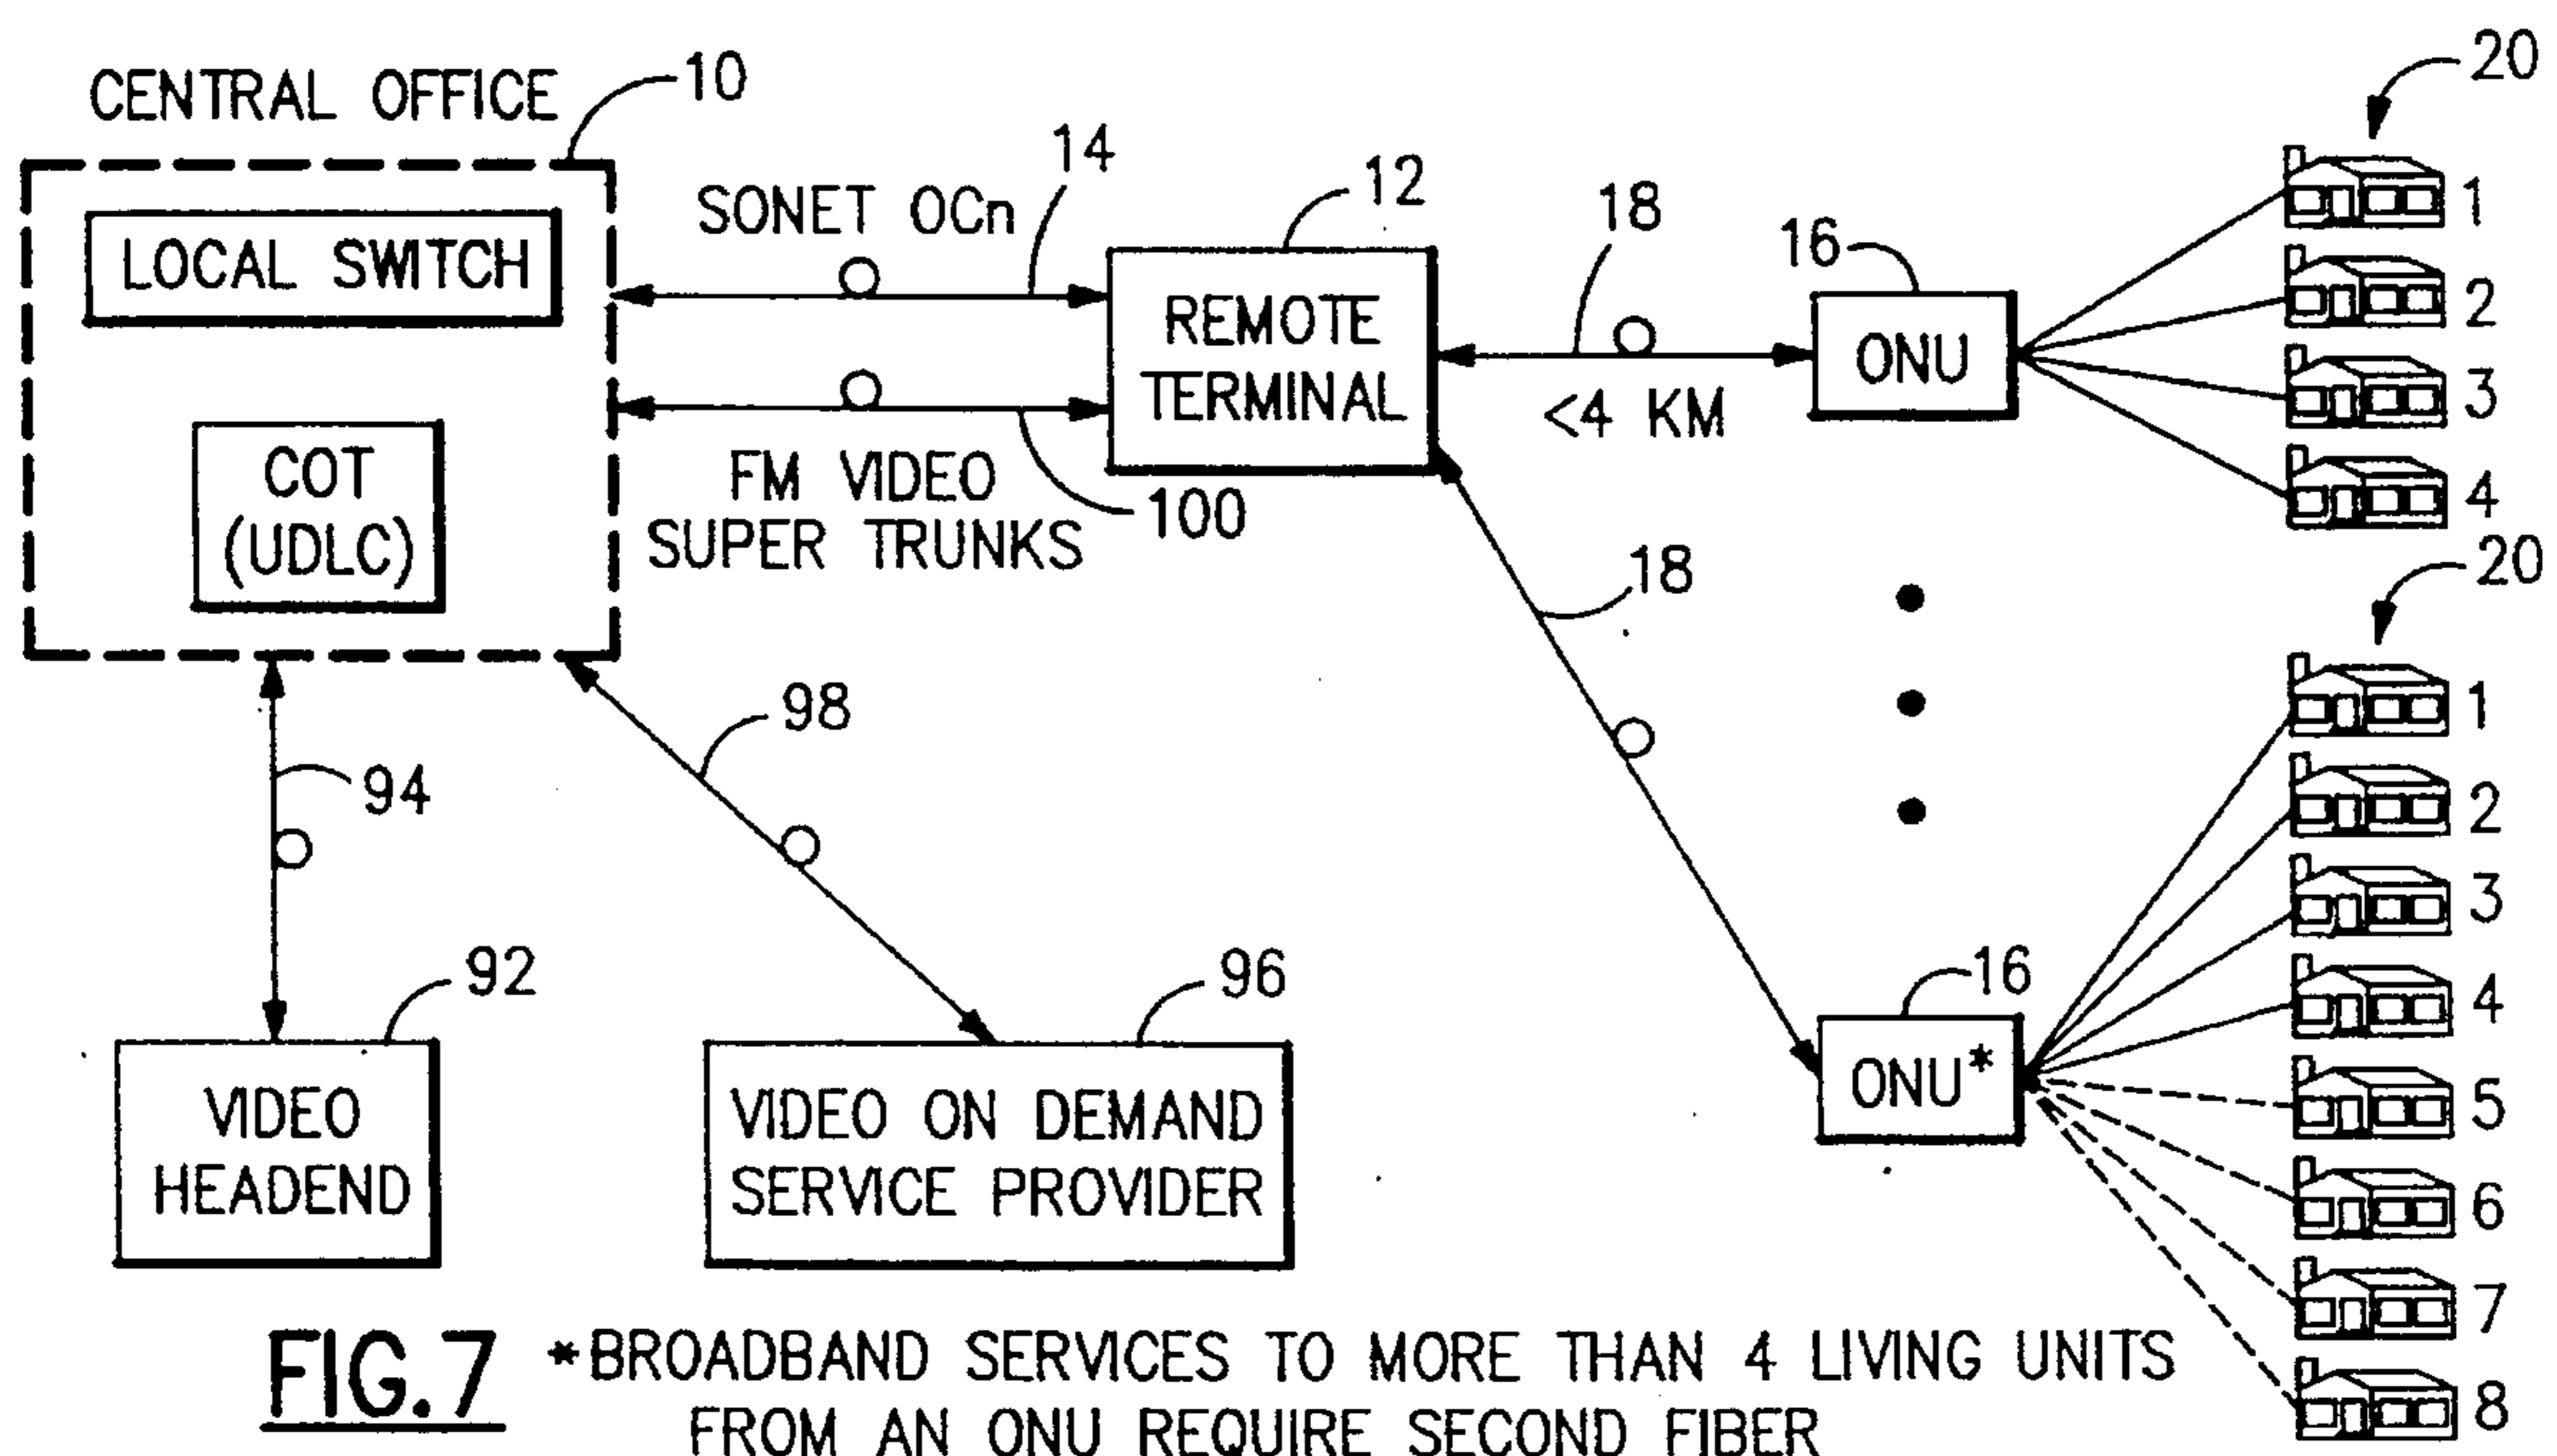 CENTRAL OFFICE
10
LOCAL SWITCH
COT
(UDLC)
SONET OCn
14
FM VIDEO
SUPER TRUNKS
100
12
REMOTE
TERMINAL
18
<4 KM
18
16
ONU
20
1
2
3
4
20
1
2
3
4
5
6
7
8
16
ONU*
94
98
92
VIDEO
HEADEND
96
VIDEO ON DEMAND
SERVICE PROVIDER
FIG.7
*BROADBAND SERVICES TO MORE THAN 4 LIVING UNITS
FROM AN ONU REQUIRE SECOND FIBER